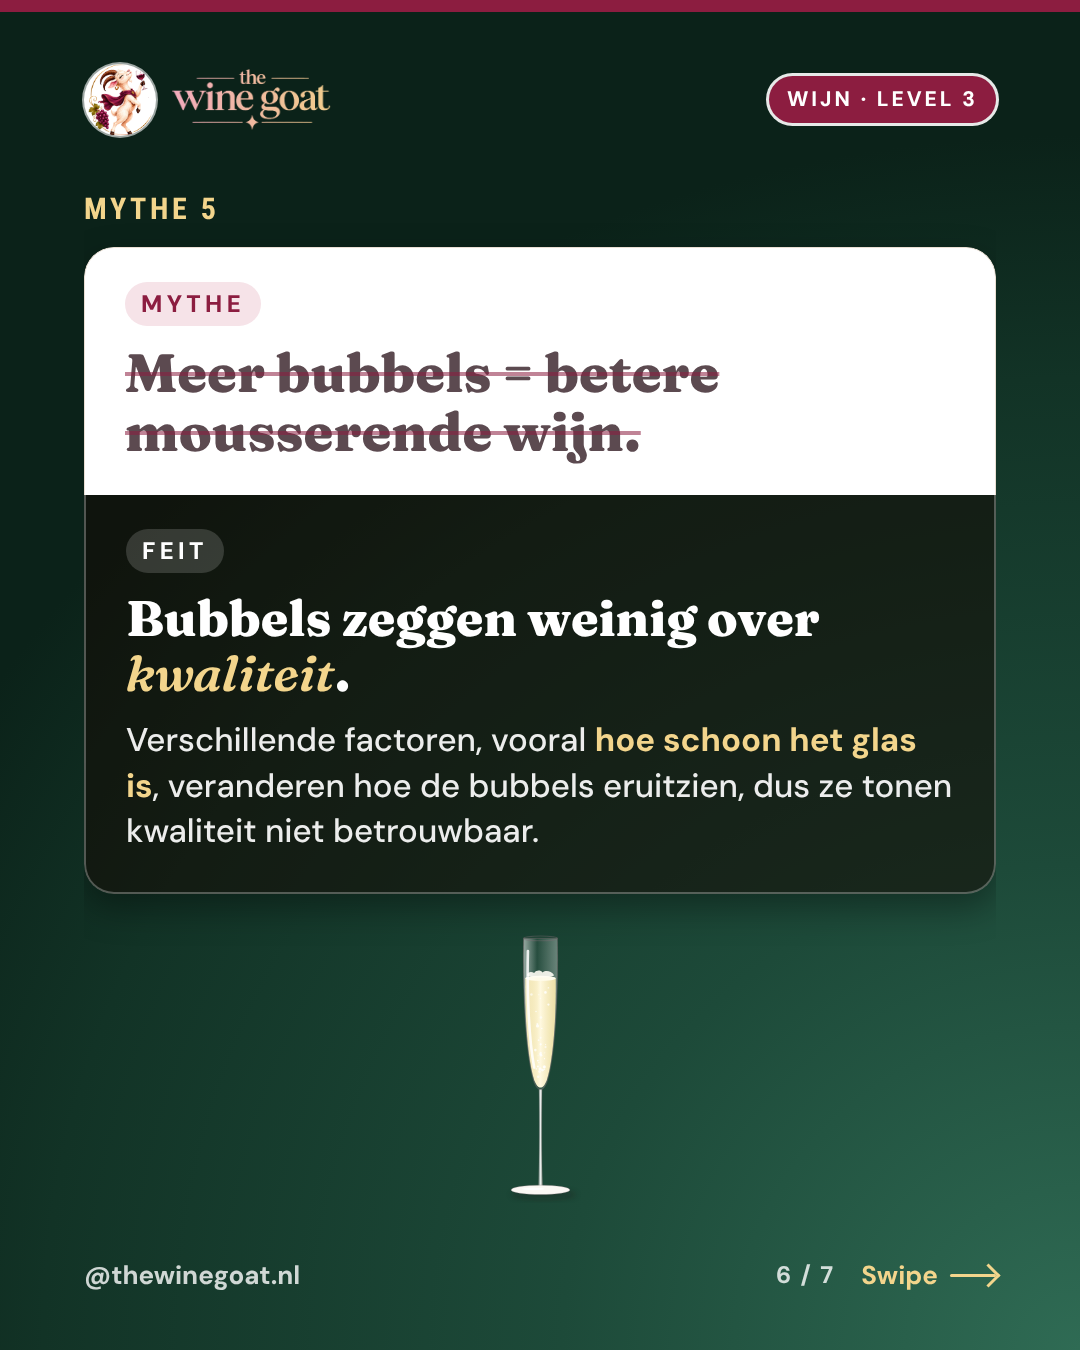 the
wine goat
WIJN · LEVEL 3
MYTHE 5
MYTHE
Meer bubbels = betere
mousserende wijn.
FEIT
Bubbels zeggen weinig over
kwaliteit.
Verschillende factoren, vooral hoe schoon het glas
is, veranderen hoe de bubbels eruitzien, dus ze tonen
kwaliteit niet betrouwbaar.
@thewinegoat.nl
6 / 7 Swipe